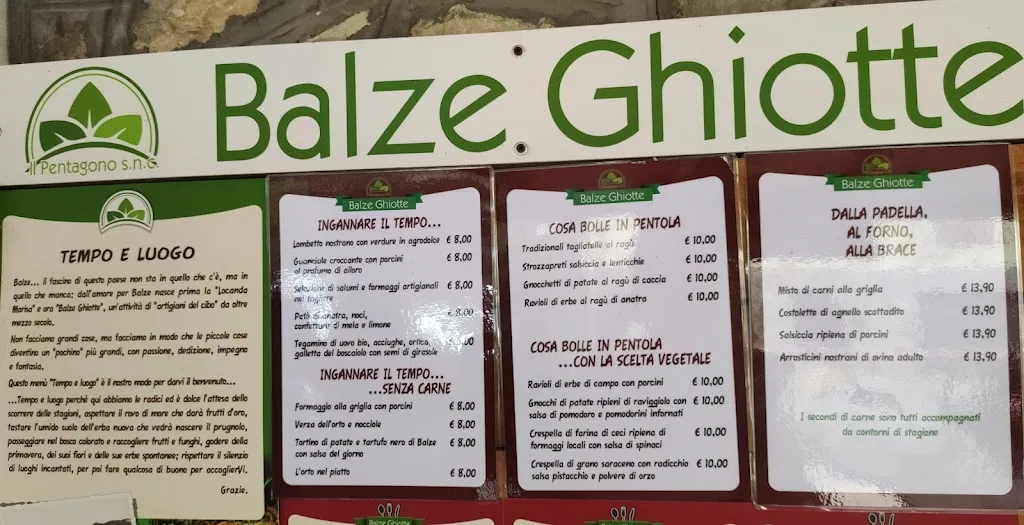 Balze Ghiotte
Il Pentagono s.n.c.
TEMPO E LUOGO
Balze... il fascino di questo paese non sta in quello che c'è, ma in
quello che manca; dall'amore per Balze nasce prima la "Locanda
Marisa" e ora "Balze Ghiotte", un'attività di "artigiani del cibo" da oltre
mezzo secolo.
Non facciamo grandi cose, ma facciamo in modo che le piccole cose
diventino un "pochino" più grandi, con passione, dedizione, impegno
e fantasia.
Questo menù "Tempo e luogo" è il nostro modo per darvi il benvenuto...
...Tempo e luogo perché qui abbiamo le radici ed è dolce l'attesa dello
scorrere delle stagioni, aspettare il rovo di more che darà frutti d'oro,
tastare l'umido suolo dell'erba nuova che vedrà nascere il prugnolo,
passeggiare nel bosco colorato e raccogliere frutti e funghi, godere della
primavera, dei suoi fiori e delle sue erbe spontanee; rispettare il silenzio
di luoghi incantati, per poi fare qualcosa di buono per accoglierVi.
Grazie.
Balze Ghiotte
INGANNARE IL TEMPO...
Lombetto nostrano con verdure in agrodolce € 8,00
Guanciale croccante con porcini € 8,00
al profumo di alloro
Selezione di salumi e formaggi artigianali € 8,00
nel tagliere
Patè di anatra, noci, € 8,00
confettura di mela e limone
Tegamino di uovo bio, acciughe, ortica,
galletta del boscaiolo con semi di girasole
INGANNARE IL TEMPO...
...SENZA CARNE
Formaggio alla griglia con porcini € 8,00
Verza dell'orto e nocciole € 8,00
Tortino di patate e tartufo nero di Balze € 8,00
con salsa del giorno
L'orto nel piatto € 8,00
Balze Ghiotte
Balze Ghiotte
COSA BOLLE IN PENTOLA
Tradizionali tagliatelle al ragù € 10,00
Strozzapreti salsiccia e lenticchie € 10,00
Gnocchetti di patate al ragù di caccia € 10,00
Ravioli di erbe al ragù di anatra € 10,00
COSA BOLLE IN PENTOLA
...CON LA SCELTA VEGETALE
Ravioli di erbe di campo con porcini € 10,00
Gnocchi di patate ripieni di raviggiolo con € 10,00
salsa di pomodoro e pomodorini infornati
Crespella di farina di ceci ripiena di € 10,00
formaggi locali con salsa di spinaci
Crespella di grano saraceno con radicchio € 10,00
salsa pistacchio e polvere di orzo
Balze Ghiotte
DALLA PADELLA,
AL FORNO,
ALLA BRACE
Misto di carni alla griglia € 13,90
Costolette di agnello scottadito € 13,90
Salsiccia ripiena di porcini € 13,90
Arrosticini nostrani di ovino adulto € 13,90
I secondi di carne sono tutti accompagnati
da contorni di stagione